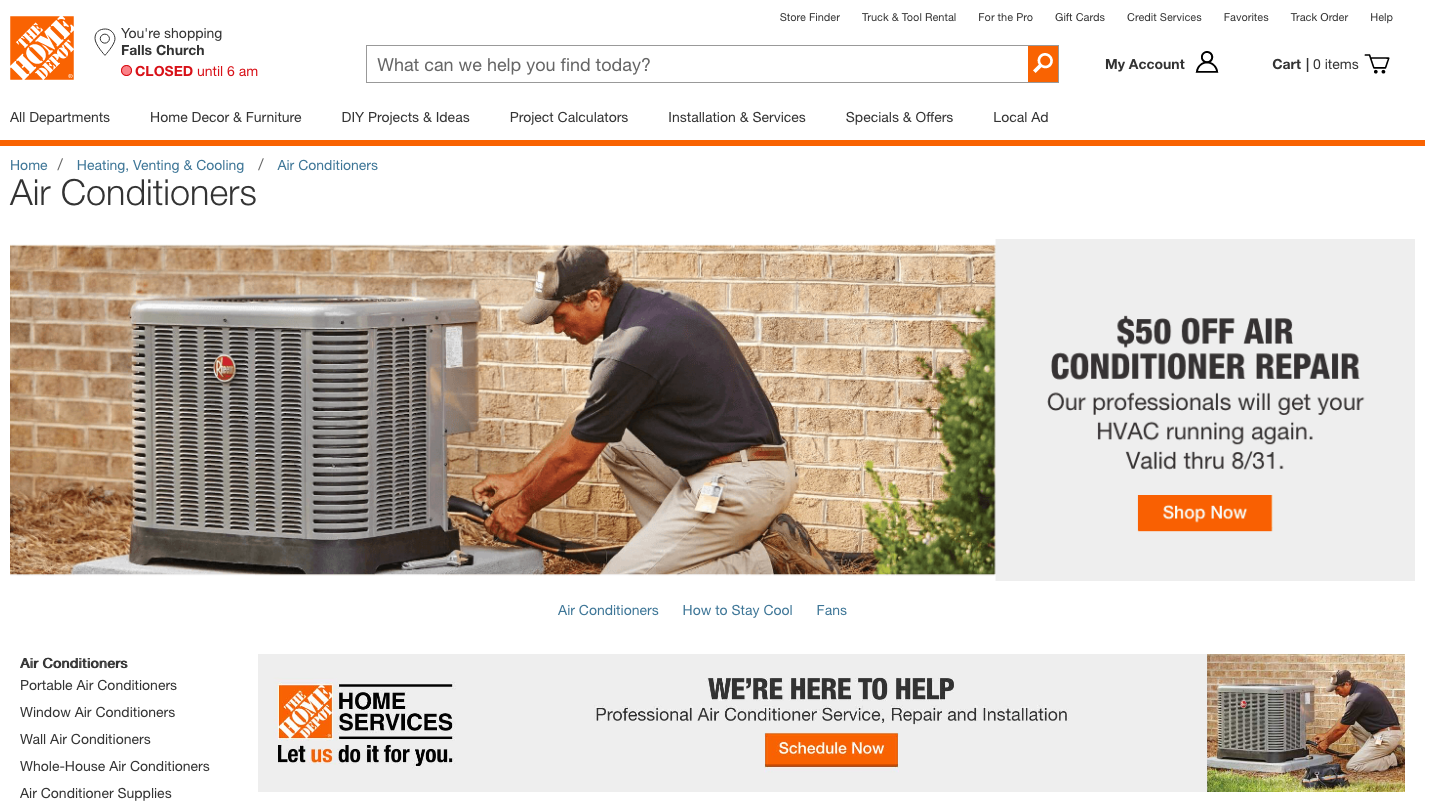 Store Finder
Truck & Tool Rental
For the Pro
Gift Cards
Credit Services
Favorites
Track Order
Help
THE HOME DEPOT
You're shopping
Falls Church
CLOSED until 6 am
What can we help you find today?
My Account
Cart | 0 items
All Departments
Home Decor & Furniture
DIY Projects & Ideas
Project Calculators
Installation & Services
Specials & Offers
Local Ad
Home / Heating, Venting & Cooling / Air Conditioners
Air Conditioners
Rheem
$50 OFF AIR
CONDITIONER REPAIR
Our professionals will get your
HVAC running again.
Valid thru 8/31.
Shop Now
Air Conditioners
How to Stay Cool
Fans
Air Conditioners
Portable Air Conditioners
Window Air Conditioners
Wall Air Conditioners
Whole-House Air Conditioners
Air Conditioner Supplies
THE HOME DEPOT
HOME
SERVICES
Let us do it for you.
WE'RE HERE TO HELP
Professional Air Conditioner Service, Repair and Installation
Schedule Now